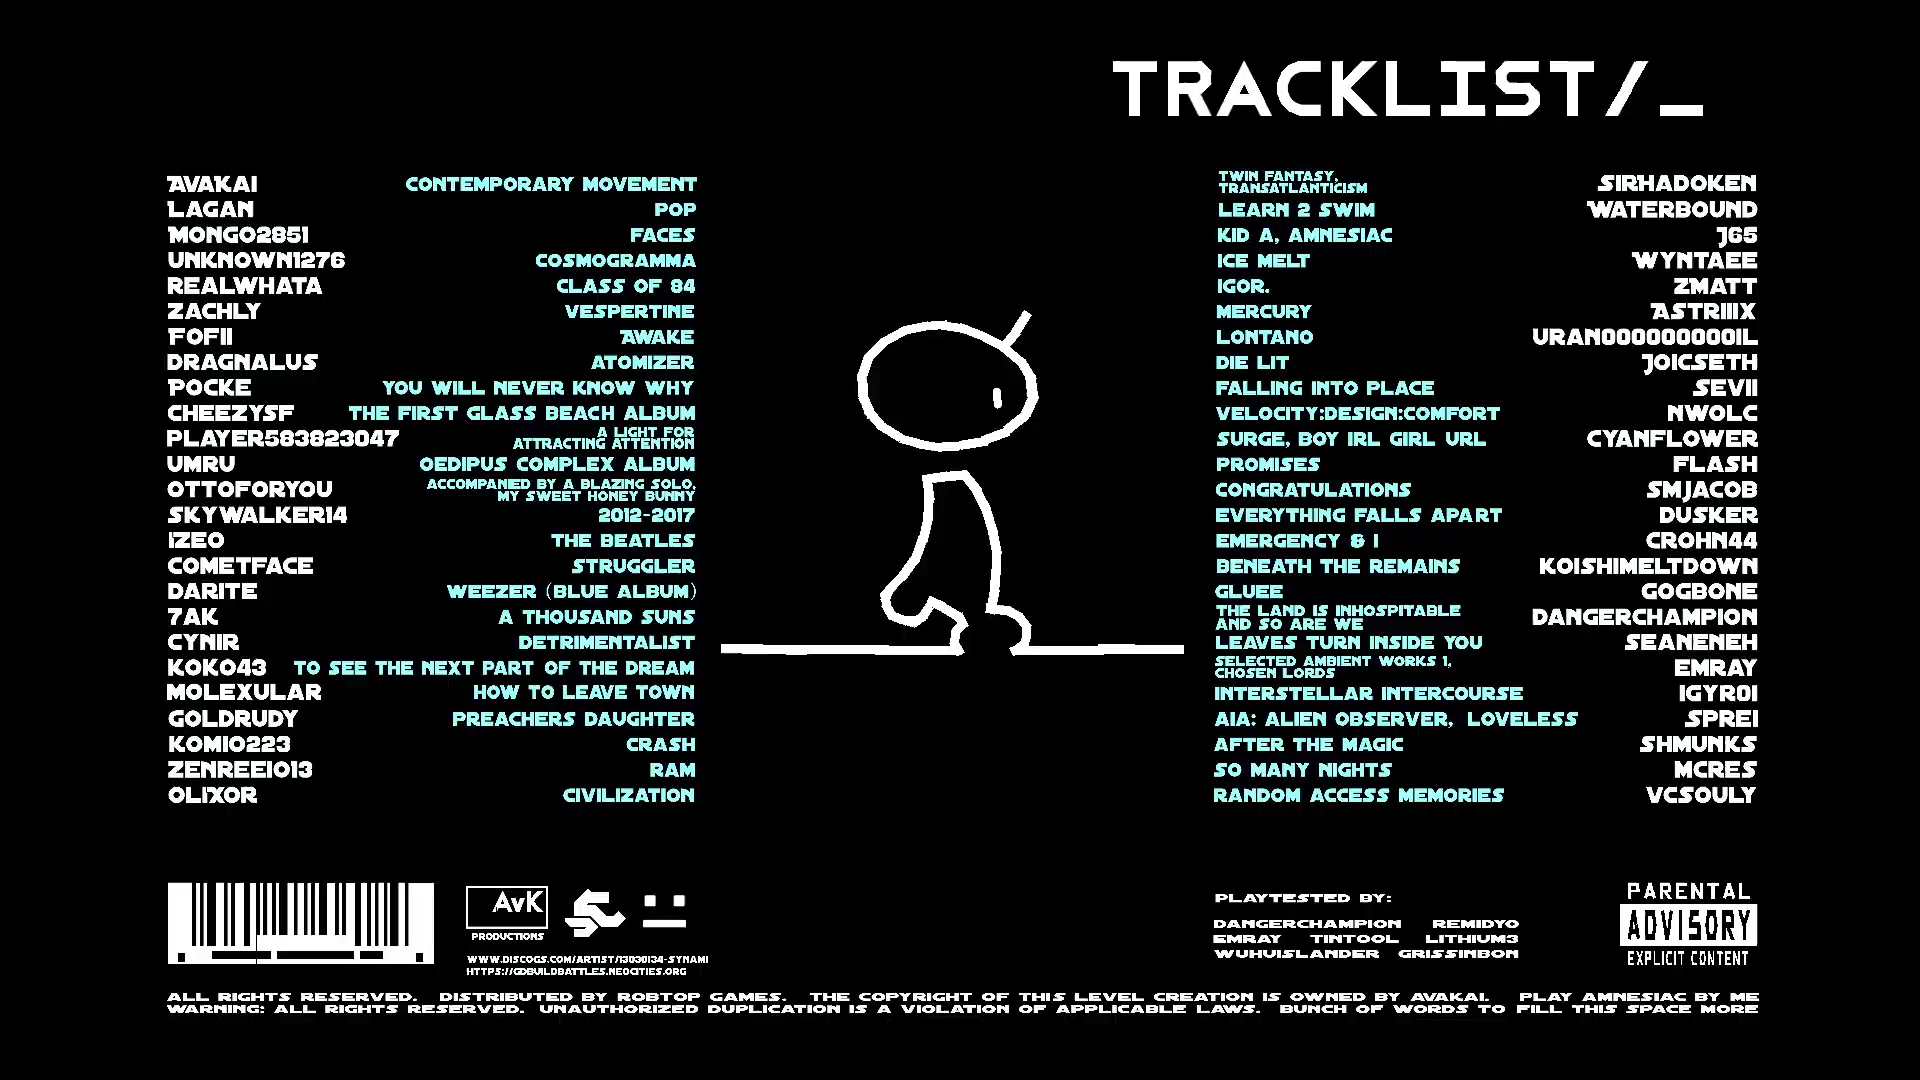 TRACKLIST/_
AVAKAI CONTEMPORARY MOVEMENT
LAGAN POP
MONGO2851 FACES
UNKNOWN1276 COSMOGRAMMA
REALWHATA CLASS OF 84
ZACHLY VESPERTINE
FOFII AWAKE
DRAGNALUS ATOMIZER
POCKE YOU WILL NEVER KNOW WHY
CHEEZYSF THE FIRST GLASS BEACH ALBUM
PLAYER583823047 A LIGHT FOR
ATTRACTING ATTENTION
UMRU OEDIPUS COMPLEX ALBUM
OTTOFORYOU ACCOMPANIED BY A BLAZING SOLO,
MY SWEET HONEY BUNNY
SKYWALKER14 2012-2017
IZEO THE BEATLES
COMETFACE STRUGGLER
DARITE WEEZER (BLUE ALBUM)
7AK A THOUSAND SUNS
CYNIR DETRIMENTALIST
KOKO43 TO SEE THE NEXT PART OF THE DREAM
MOLEXULAR HOW TO LEAVE TOWN
GOLDRUDY PREACHERS DAUGHTER
KOMI0223 CRASH
ZENREE1013 RAM
OLIXOR CIVILIZATION
TWIN FANTASY,
TRANSATLANTICISM SIRHADOKEN
LEARN 2 SWIM WATERBOUND
KID A, AMNESIAC J65
ICE MELT WYNTAEE
IGOR. ZMATT
MERCURY ASTRIIIX
LONTANO URAN0000000000IL
DIE LIT JOICSETH
FALLING INTO PLACE SEVII
VELOCITY:DESIGN:COMFORT NWOLC
SURGE, BOY IRL GIRL URL CYANFLOWER
PROMISES FLASH
CONGRATULATIONS SMJACOB
EVERYTHING FALLS APART DUSKER
EMERGENCY & I CROHN44
BENEATH THE REMAINS KOISHIMELTDOWN
GLUEE GOGBONE
THE LAND IS INHOSPITABLE
AND SO ARE WE DANGERCHAMPION
LEAVES TURN INSIDE YOU SEANENEH
SELECTED AMBIENT WORKS 1,
CHOSEN LORDS EMRAY
INTERSTELLAR INTERCOURSE IGYROI
AIA: ALIEN OBSERVER, LOVELESS SPREI
AFTER THE MAGIC SHMUNKS
SO MANY NIGHTS MCRES
RANDOM ACCESS MEMORIES VCSOULY
AvK
PRODUCTIONS
WWW.DISCOGS.COM/ARTIST/13030134-SYNAMI
HTTPS://GDBUILDBATTLES.NEOCITIES.ORG
PLAYTESTED BY:
DANGERCHAMPION REMIDYO
EMRAY TINTOOL LITHIUM3
WUHUISLANDER GRISSINBON
PARENTAL
ADVISORY
EXPLICIT CONTENT
ALL RIGHTS RESERVED. DISTRIBUTED BY ROBTOP GAMES. THE COPYRIGHT OF THIS LEVEL CREATION IS OWNED BY AVAKAI. PLAY AMNESIAC BY ME
WARNING: ALL RIGHTS RESERVED. UNAUTHORIZED DUPLICATION IS A VIOLATION OF APPLICABLE LAWS. BUNCH OF WORDS TO FILL THIS SPACE MORE